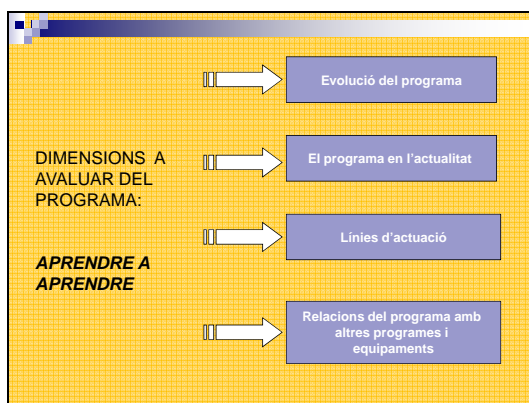 DIMENSIONS A
AVALUAR DEL
PROGRAMA:
APRENDRE A
APRENDRE
Evolució del programa
El programa en l’actualitat
Línies d’actuació
Relacions del programa amb
altres programes i
equipaments